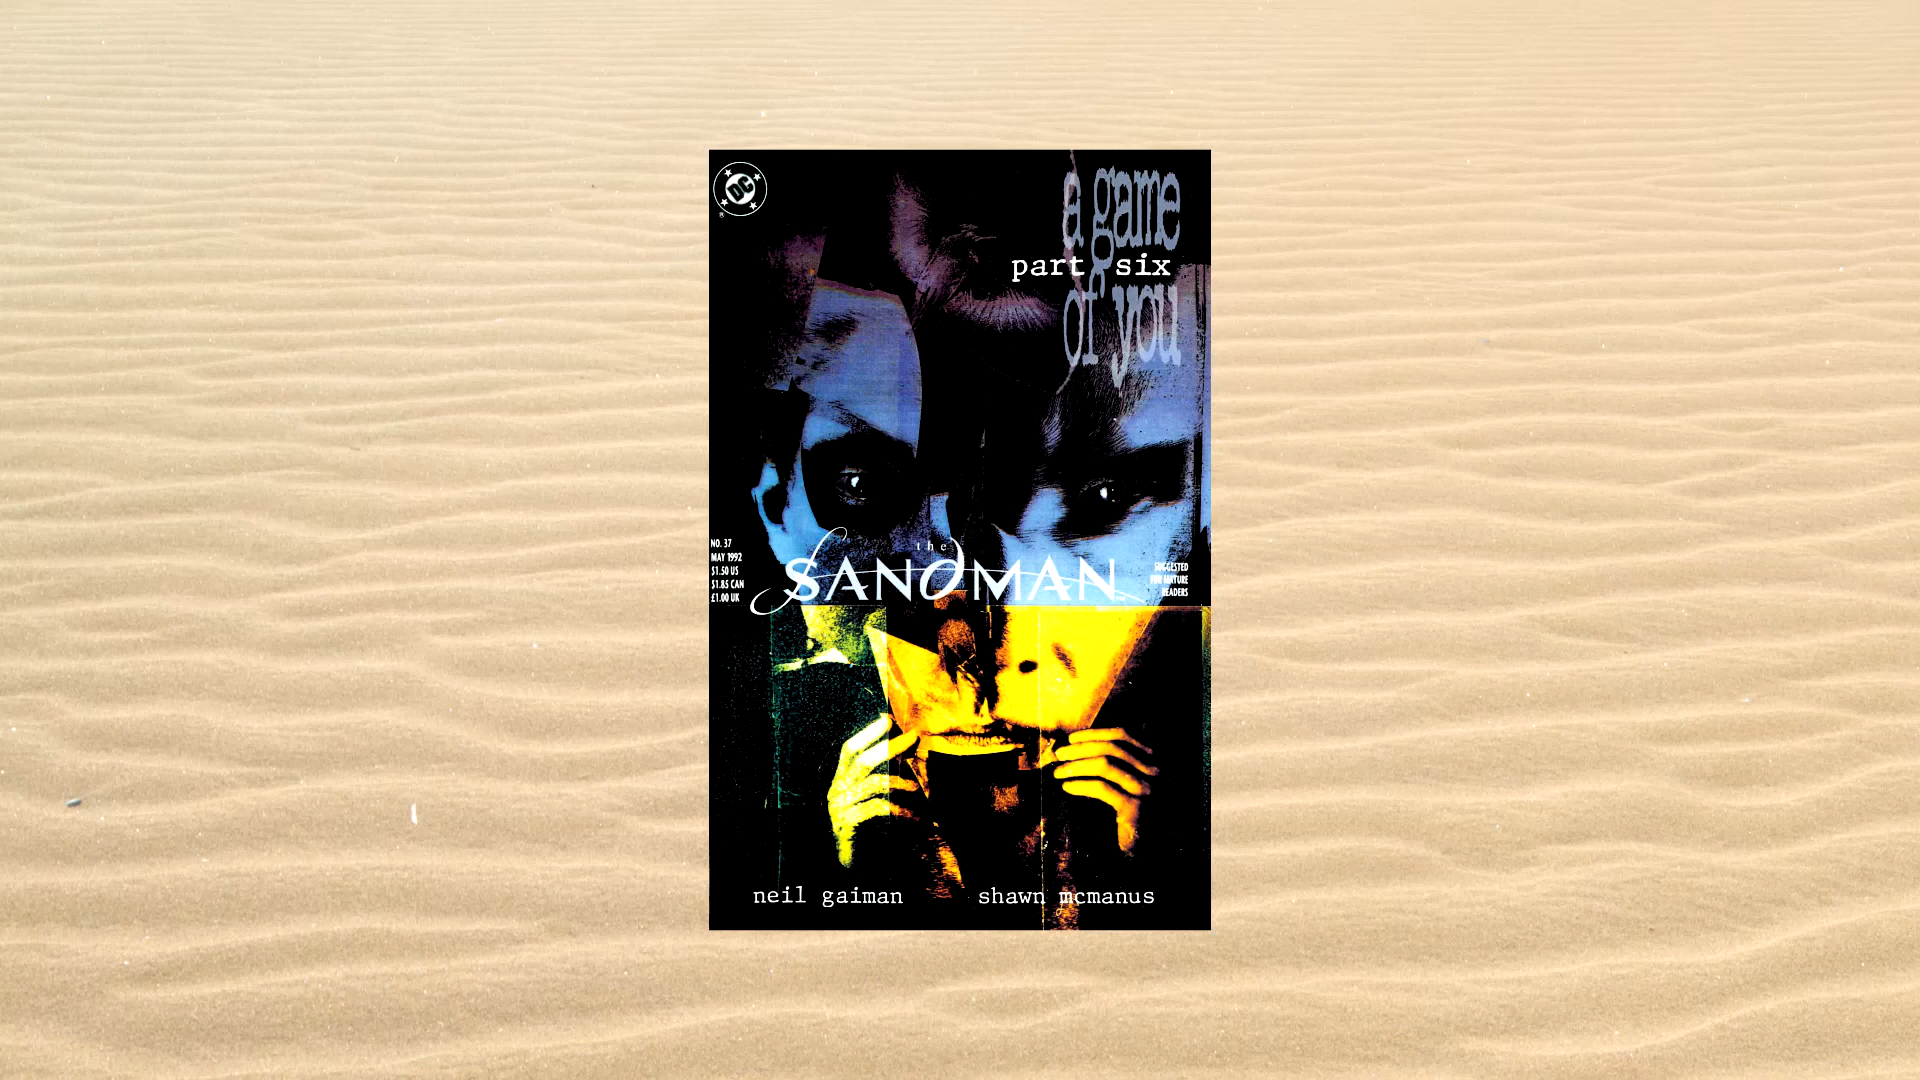 DC
®
a game
part six
of you
NO. 37
MAY 1992
$1.50 US
$1.85 CAN
£1.00 UK
the
SANDMAN
SUGGESTED
FOR MATURE
READERS
neil gaiman
shawn mcmanus